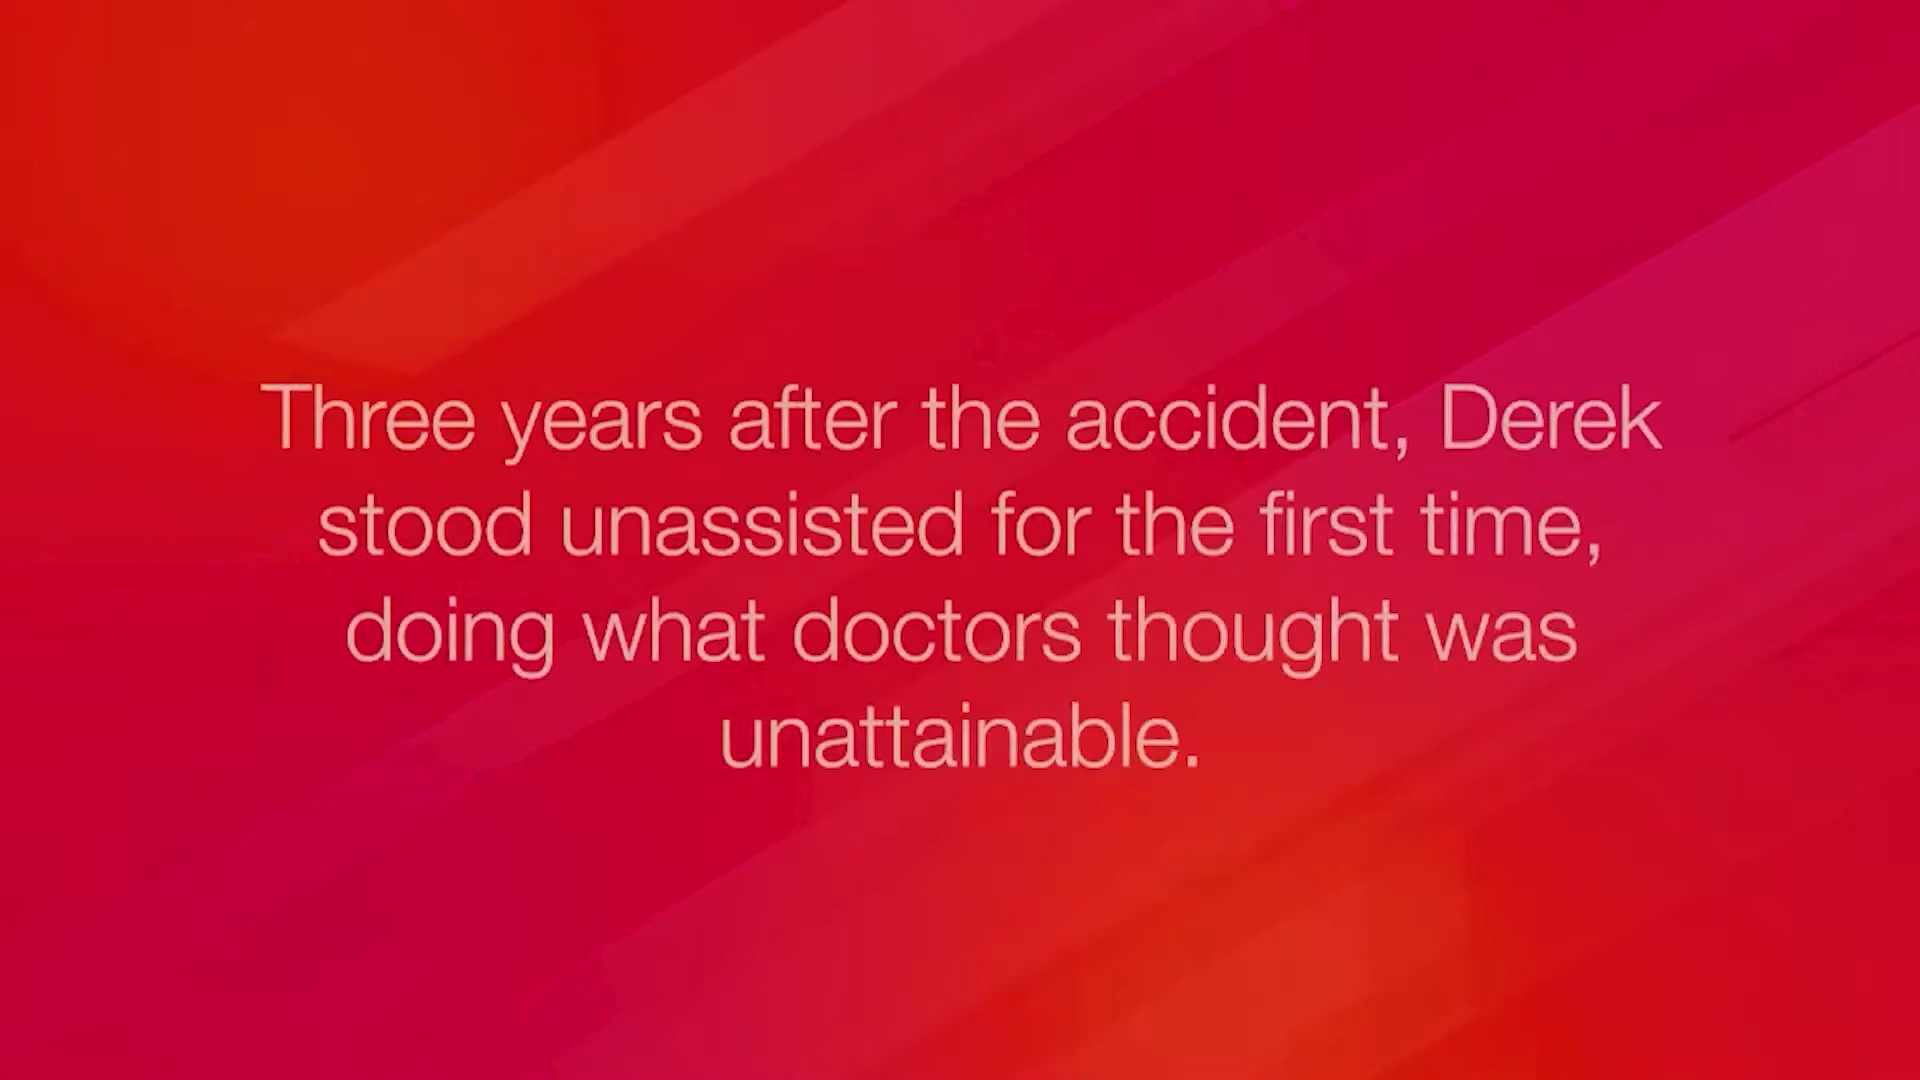 Three years after the accident, Derek
stood unassisted for the first time,
doing what doctors thought was
unattainable.